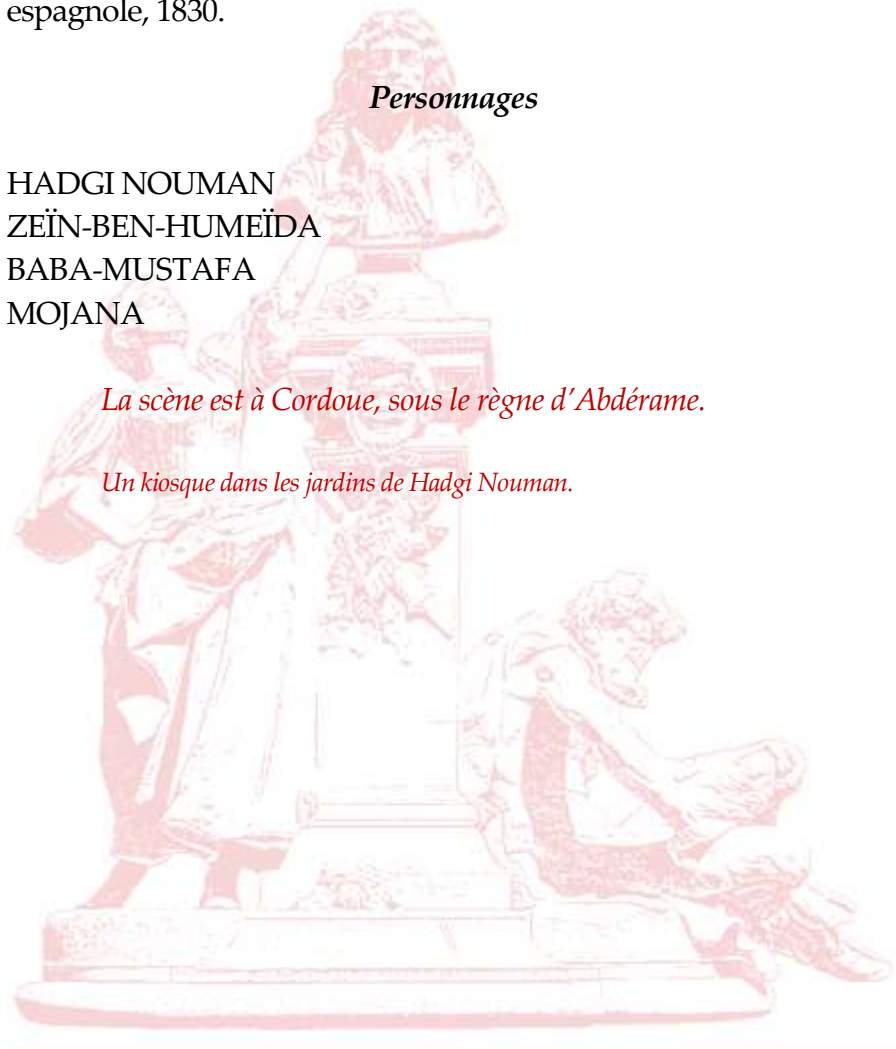 espagnole, 1830.
Personnages
HADGI NOUMAN
ZEÏN-BEN-HUMEÏDA
BABA-MUSTAFA
MOJANA
La scène est à Cordoue, sous le règne d’Abdérame.
Un kiosque dans les jardins de Hadgi Nouman.